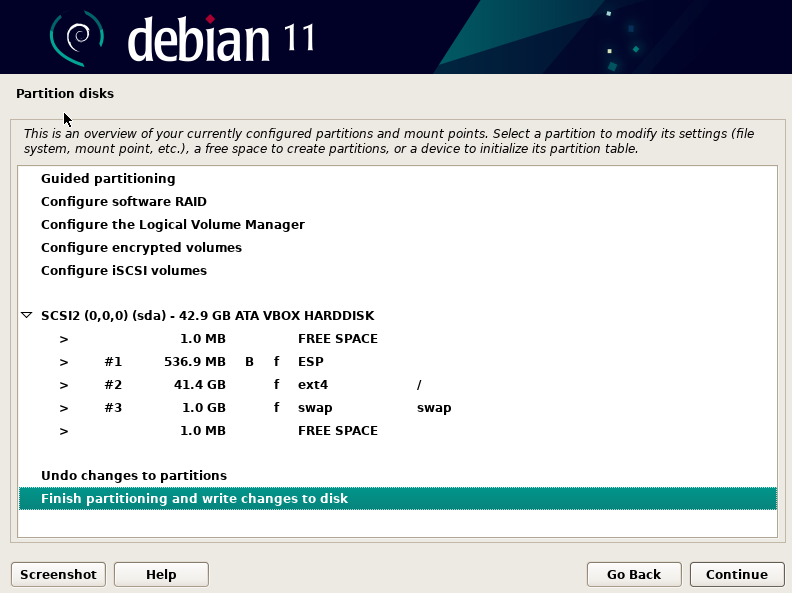 debian 11
Partition disks
This is an overview of your currently configured partitions and mount points. Select a partition to modify its settings (file
system, mount point, etc.), a free space to create partitions, or a device to initialize its partition table.
Guided partitioning
Configure software RAID
Configure the Logical Volume Manager
Configure encrypted volumes
Configure iSCSI volumes
SCSI2 (0,0,0) (sda) - 42.9 GB ATA VBOX HARDDISK
> 1.0 MB FREE SPACE
> #1 536.9 MB B f ESP
> #2 41.4 GB f ext4 /
> #3 1.0 GB f swap swap
> 1.0 MB FREE SPACE
Undo changes to partitions
Finish partitioning and write changes to disk
Screenshot Help Go Back Continue